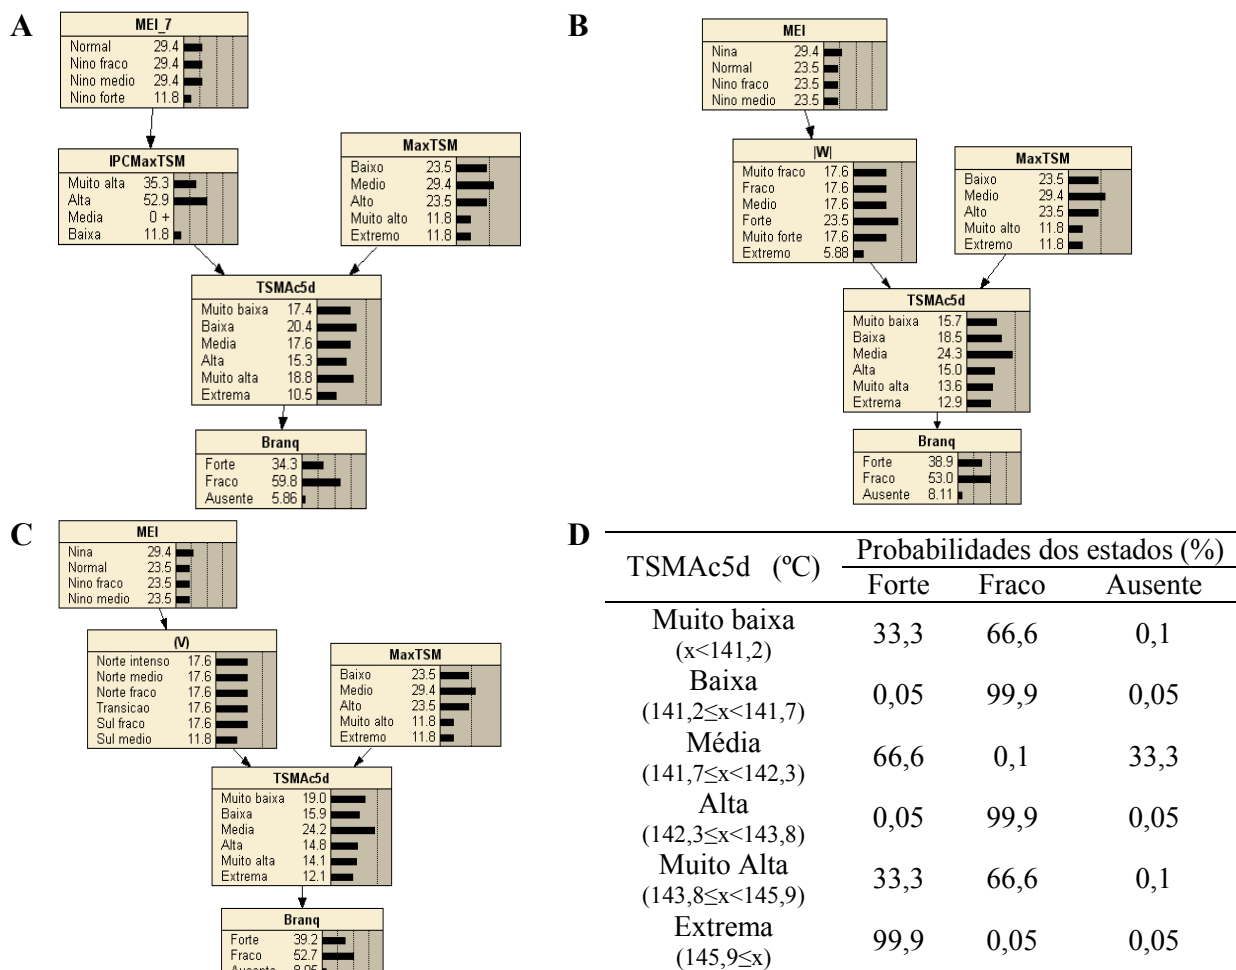 A
MEI_7
Normal 29.4
Nino fraco 29.4
Nino medio 29.4
Nino forte 11.8
IPCMaxTSM
Muito alta 35.3
Alta 52.9
Media 0 +
Baixa 11.8
MaxTSM
Baixo 23.5
Medio 29.4
Alto 23.5
Muito alto 11.8
Extremo 11.8
TSMAc5d
Muito baixa 17.4
Baixa 20.4
Media 17.6
Alta 15.3
Muito alta 18.8
Extrema 10.5
Branq
Forte 34.3
Fraco 59.8
Ausente 5.86
B
MEI
Nina 29.4
Normal 23.5
Nino fraco 23.5
Nino medio 23.5
|W|
Muito fraco 17.6
Fraco 17.6
Medio 17.6
Forte 23.5
Muito forte 17.6
Extremo 5.88
MaxTSM
Baixo 23.5
Medio 29.4
Alto 23.5
Muito alto 11.8
Extremo 11.8
TSMAc5d
Muito baixa 15.7
Baixa 18.5
Media 24.3
Alta 15.0
Muito alta 13.6
Extrema 12.9
Branq
Forte 38.9
Fraco 53.0
Ausente 8.11
C
MEI
Nina 29.4
Normal 23.5
Nino fraco 23.5
Nino medio 23.5
(V)
Norte intenso 17.6
Norte medio 17.6
Norte fraco 17.6
Transicao 17.6
Sul fraco 17.6
Sul medio 11.8
MaxTSM
Baixo 23.5
Medio 29.4
Alto 23.5
Muito alto 11.8
Extremo 11.8
TSMAc5d
Muito baixa 19.0
Baixa 15.9
Media 24.2
Alta 14.8
Muito alta 14.1
Extrema 12.1
Branq
Forte 39.2
Fraco 52.7
Ausente 8.05
D
TSMAc5d (ºC) Probabilidades dos estados (%)
Forte Fraco Ausente
Muito baixa
(x<141,2) 33,3 66,6 0,1
Baixa
(141,2≤x<141,7) 0,05 99,9 0,05
Média
(141,7≤x<142,3) 66,6 0,1 33,3
Alta
(142,3≤x<143,8) 0,05 99,9 0,05
Muito Alta
(143,8≤x<145,9) 33,3 66,6 0,1
Extrema
(145,9≤x) 99,9 0,05 0,05